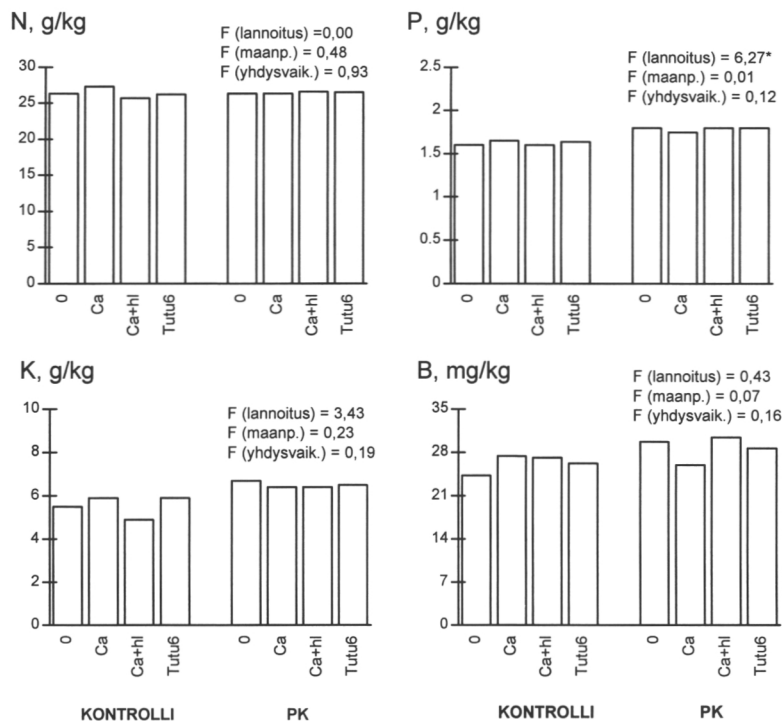 N, g/kg
F (lannoitus) =0,00
F (maanp.) = 0,48
F (yhdysvaik.) = 0,93
30
25
20
15
10
5
0
0
Ca
Ca+hl
Tutu6
0
Ca
Ca+hl
Tutu6
P, g/kg
F (lannoitus) = 6,27*
F (maanp.) = 0,01
F (yhdysvaik.) = 0,12
2.5
2
1.5
1
0.5
0
0
Ca
Ca+hl
Tutu6
0
Ca
Ca+hl
Tutu6
K, g/kg
F (lannoitus) = 3,43
F (maanp.) = 0,23
F (yhdysvaik.) = 0,19
10
8
6
4
2
0
0
Ca
Ca+hl
Tutu6
0
Ca
Ca+hl
Tutu6
KONTROLLI
PK
B, mg/kg
F (lannoitus) = 0,43
F (maanp.) = 0,07
F (yhdysvaik.) = 0,16
35
28
21
14
7
0
0
Ca
Ca+hl
Tutu6
0
Ca
Ca+hl
Tutu6
KONTROLLI
PK